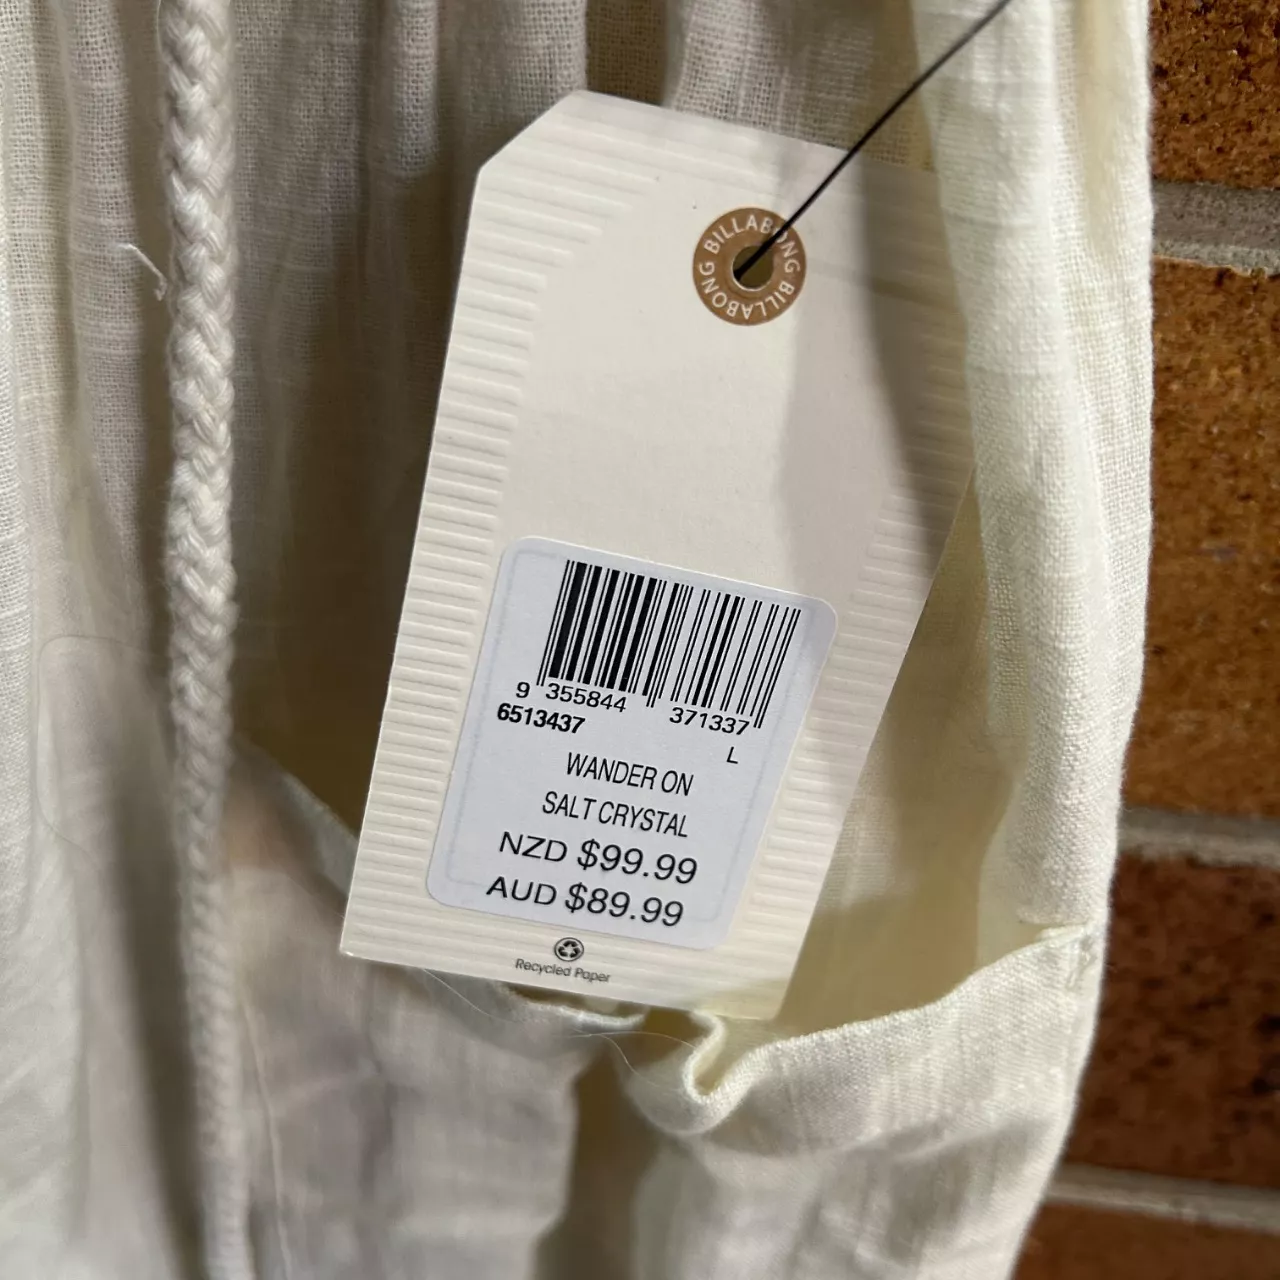 BILLABONG BILLABONG
9 355844 371337
6513437
L
WANDER ON
SALT CRYSTAL
NZD $99.99
AUD $89.99
Recycled Paper